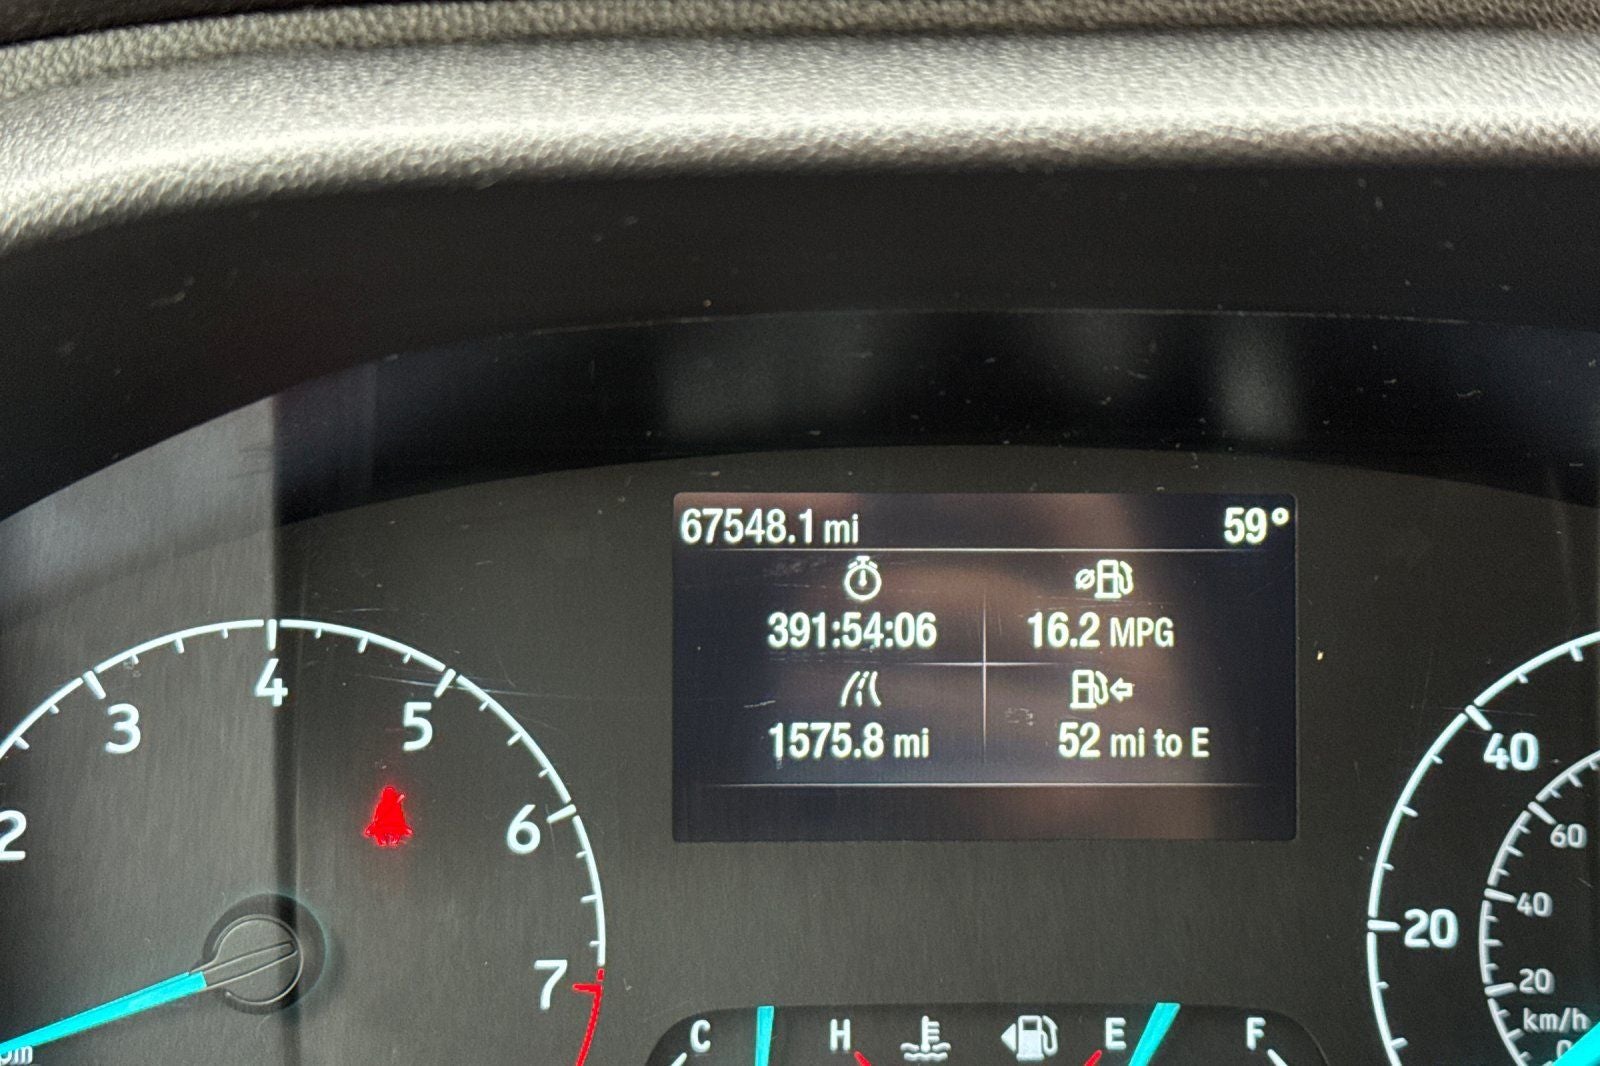 67548.1 mi 59°
391:54:06 16.2 MPG
1575.8 mi 52 mi to E
2 3 4 5 6 7
20 40
20 40 60
km/h
0
C H E F